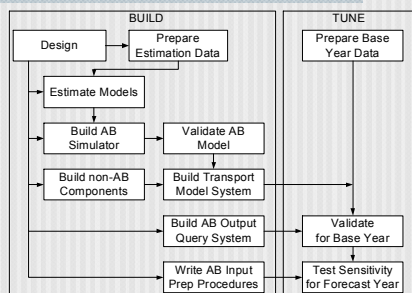 BUILD
TUNE
Design
Prepare
Estimation Data
Prepare Base
Year Data
Estimate Models
Build AB
Simulator
Validate AB
Model
Build non-AB
Components
Build Transport
Model System
Build AB Output
Query System
Validate
for Base Year
Write AB Input
Prep Procedures
Test Sensitivity
for Forecast Year